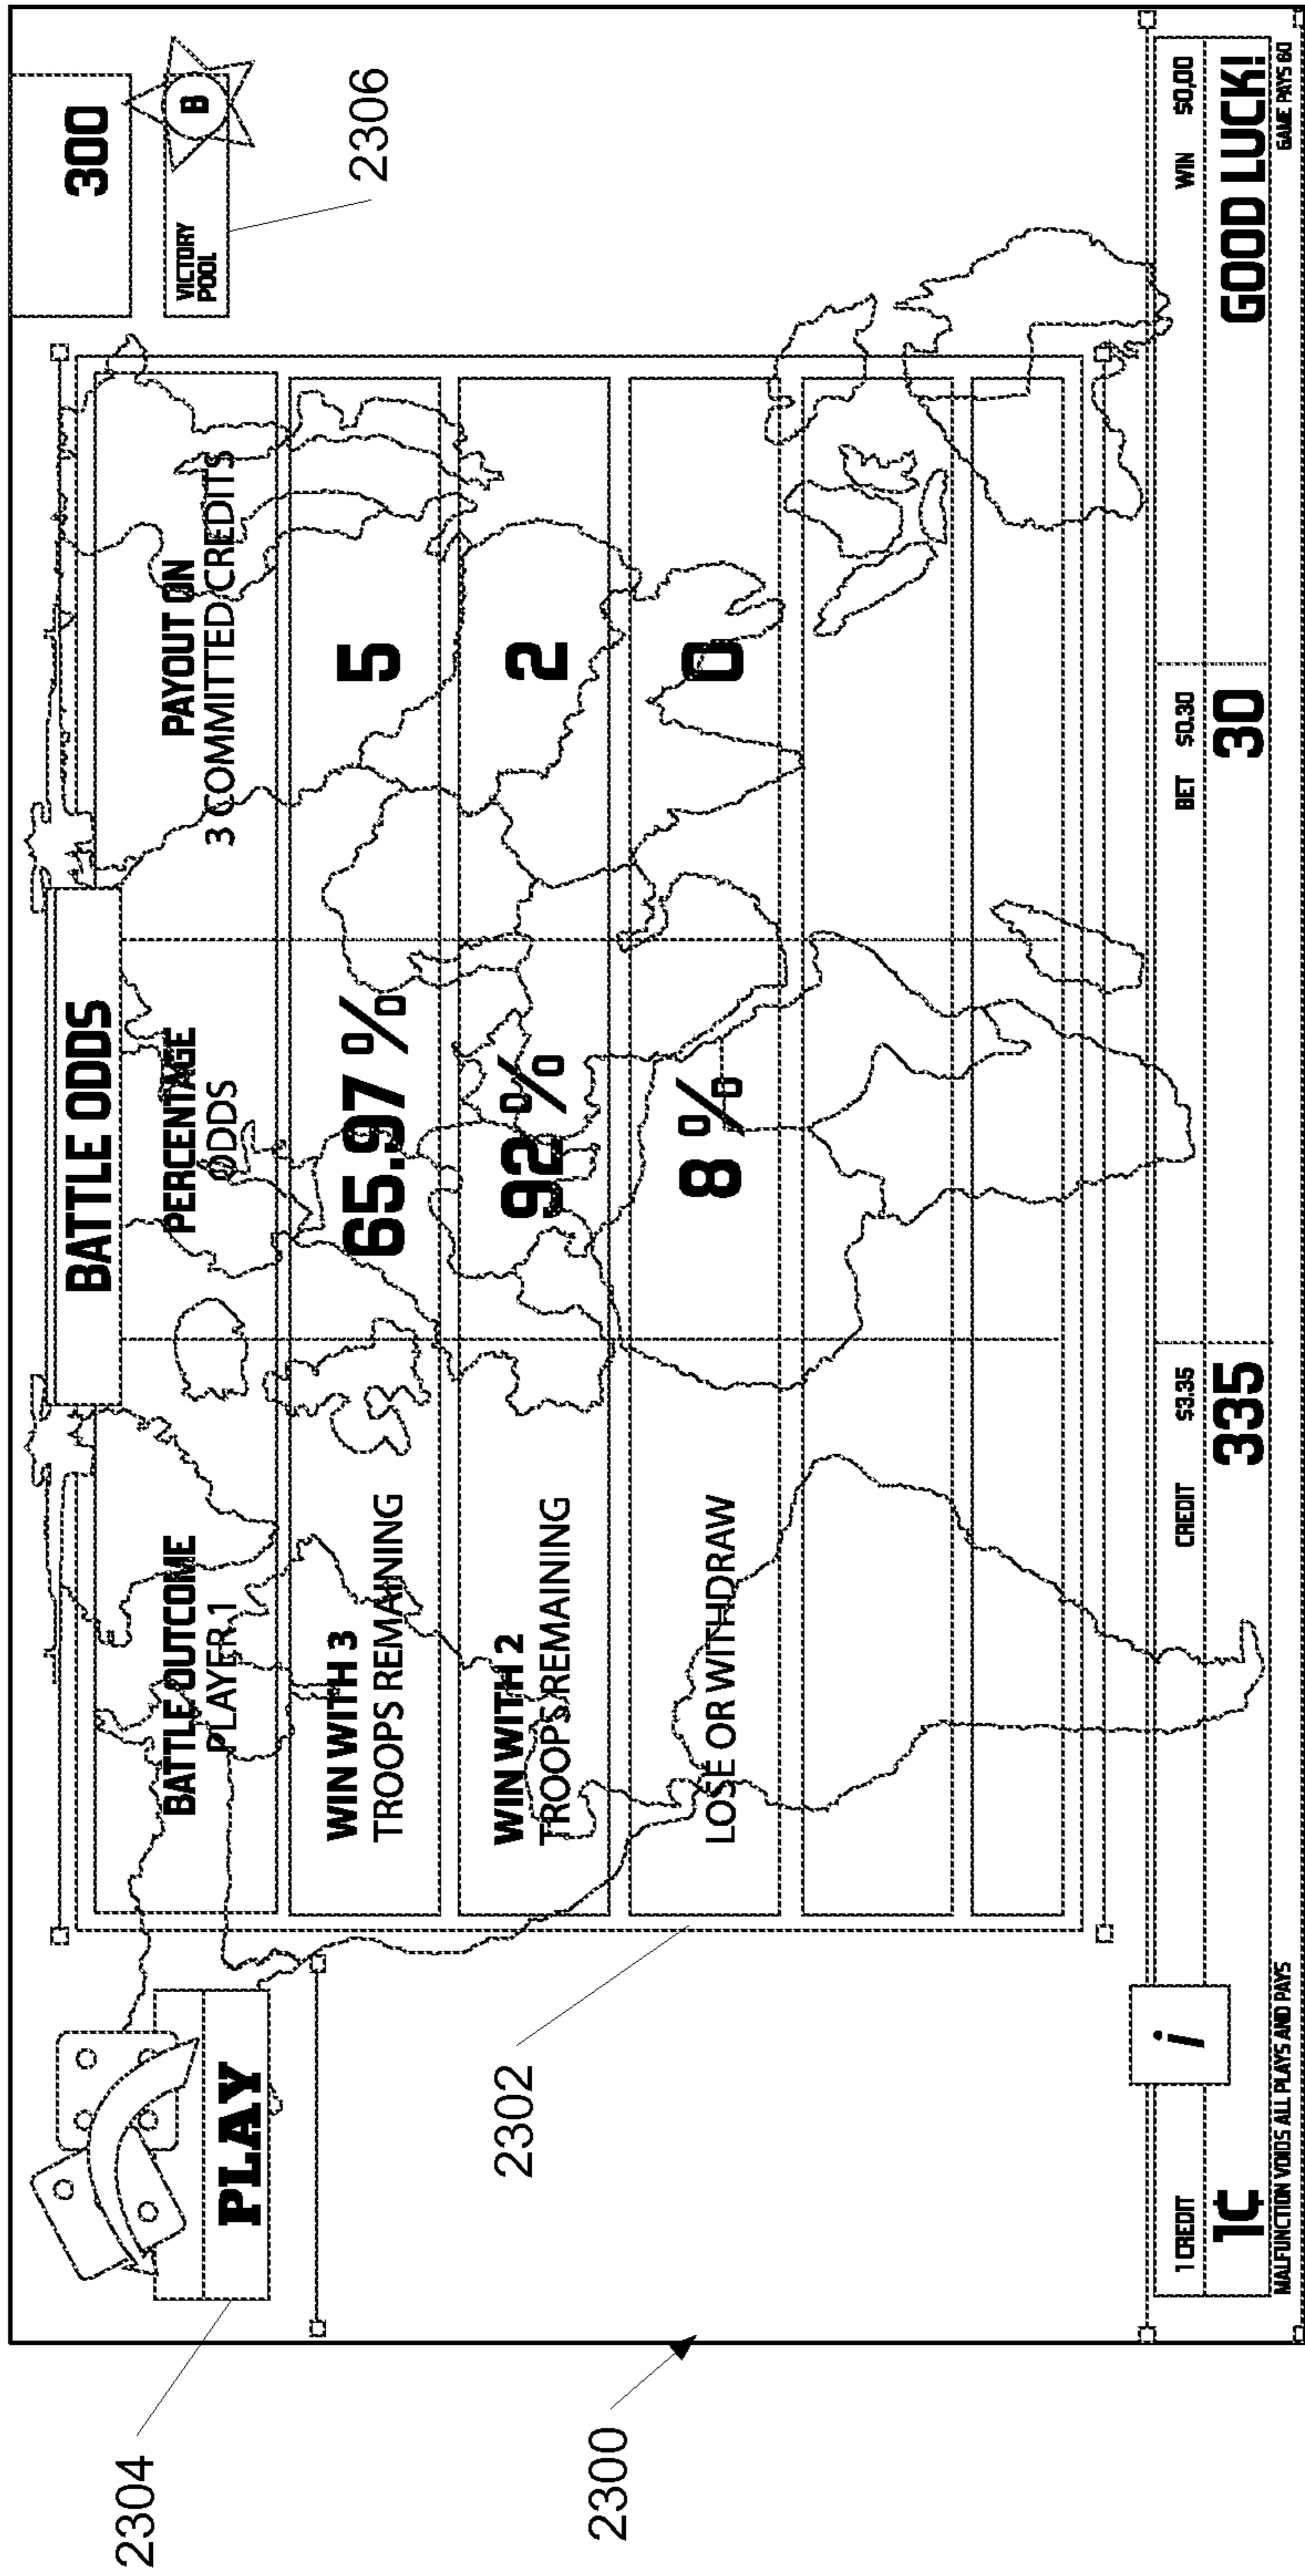 2304
PLAY
BATTLE ODDS
300
VICTORY
POOL
B
2306
BATTLE OUTCOME
PLAYER 1
PERCENTAGE
ODDS
PAYOUT ON
3 COMMITTED CREDITS
WIN WITH 3
TROOPS REMAINING
65.97 %
5
WIN WITH 2
TROOPS REMAINING
92 %
2
LOSE OR WITHDRAW
8 %
0
2302
2300
1 CREDIT
i
CREDIT $3.35
BET $0.30
WIN $0.00
1¢
335
30
GOOD LUCK!
MALFUNCTION VOIDS ALL PLAYS AND PAYS
GAME PAYS 60